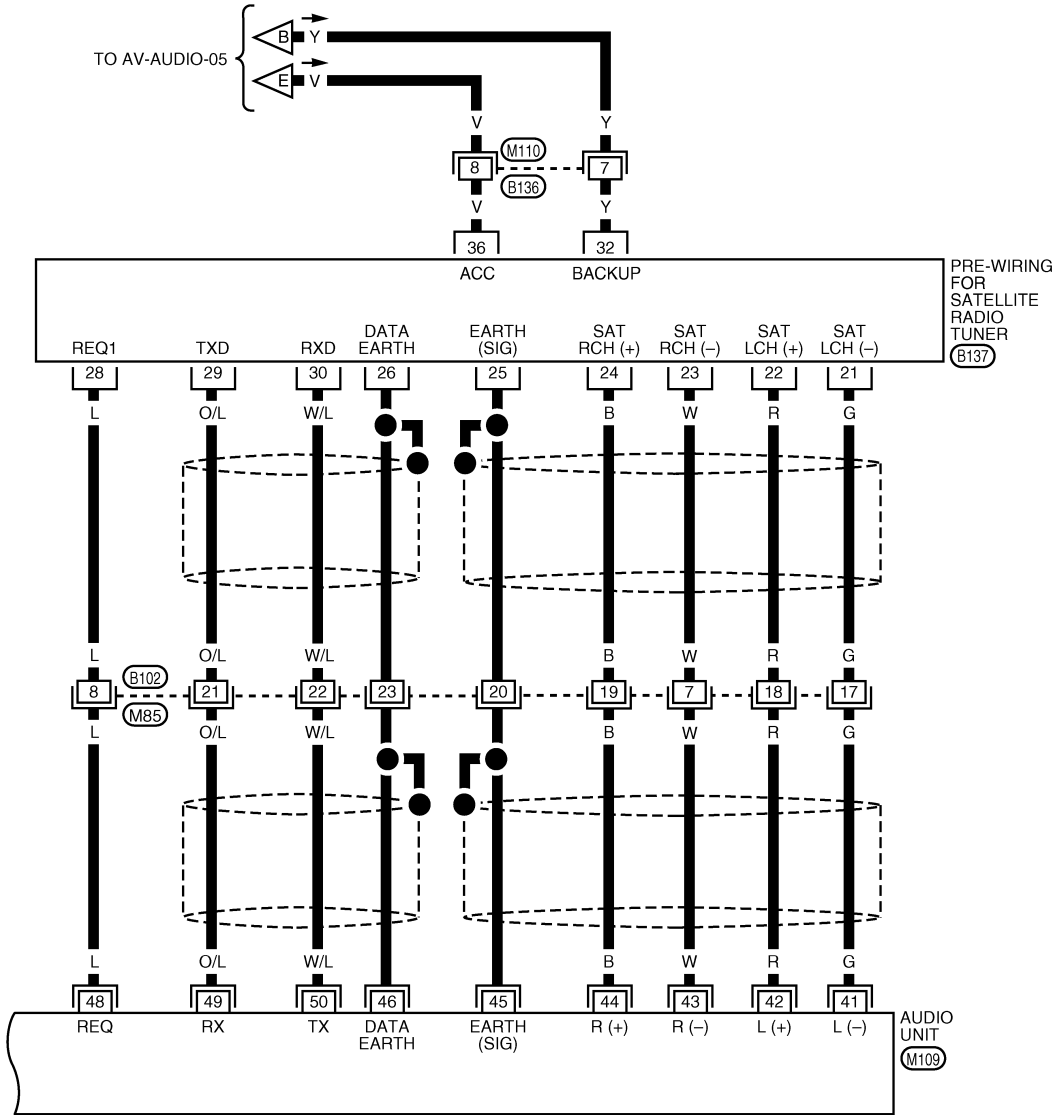 B Y
TO AV-AUDIO-05
E V
V Y
M110
8 7
B136
V Y
36 32
ACC BACKUP
PRE-WIRING
FOR
SATELLITE
RADIO
TUNER
B137
REQ1 TXD RXD DATA EARTH EARTH (SIG) SAT RCH (+) SAT RCH (–) SAT LCH (+) SAT LCH (–)
28 29 30 26 25 24 23 22 21
L O/L W/L B W R G
L O/L W/L B W R G
B102
8 21 22 23 20 19 7 18 17
M85
L O/L W/L B W R G
L O/L W/L B W R G
48 49 50 46 45 44 43 42 41
REQ RX TX DATA EARTH EARTH (SIG) R (+) R (–) L (+) L (–)
AUDIO
UNIT
M109